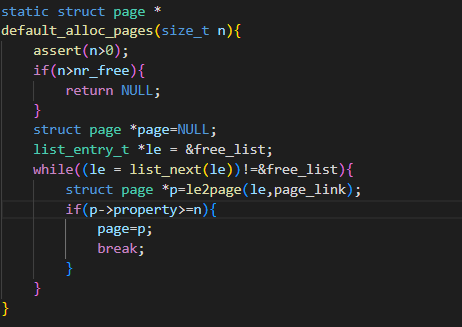 static struct page *
default_alloc_pages(size_t n){
    assert(n>0);
    if(n>nr_free){
        return NULL;
    }
    struct page *page=NULL;
    list_entry_t *le = &free_list;
    while((le = list_next(le))!=&free_list){
        struct page *p=le2page(le,page_link);
        if(p->property>=n){
            page=p;
            break;
        }
    }
}